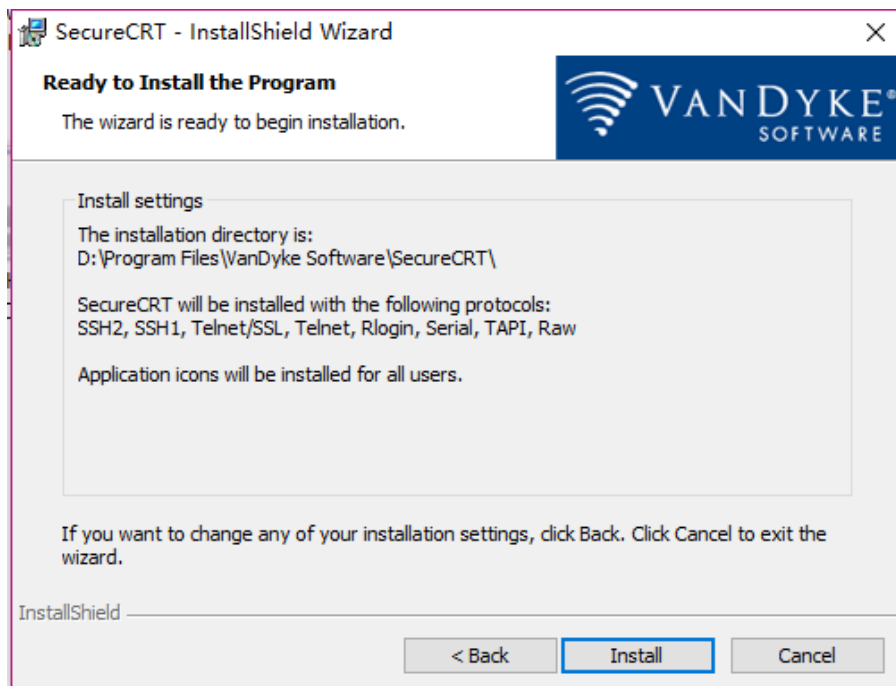 SecureCRT - InstallShield Wizard
Ready to Install the Program
The wizard is ready to begin installation.
VANDYKE®
SOFTWARE
Install settings
The installation directory is:
D:\Program Files\VanDyke Software\SecureCRT\
SecureCRT will be installed with the following protocols:
SSH2, SSH1, Telnet/SSL, Telnet, Rlogin, Serial, TAPI, Raw
Application icons will be installed for all users.
If you want to change any of your installation settings, click Back. Click Cancel to exit the
wizard.
InstallShield
< Back
Install
Cancel